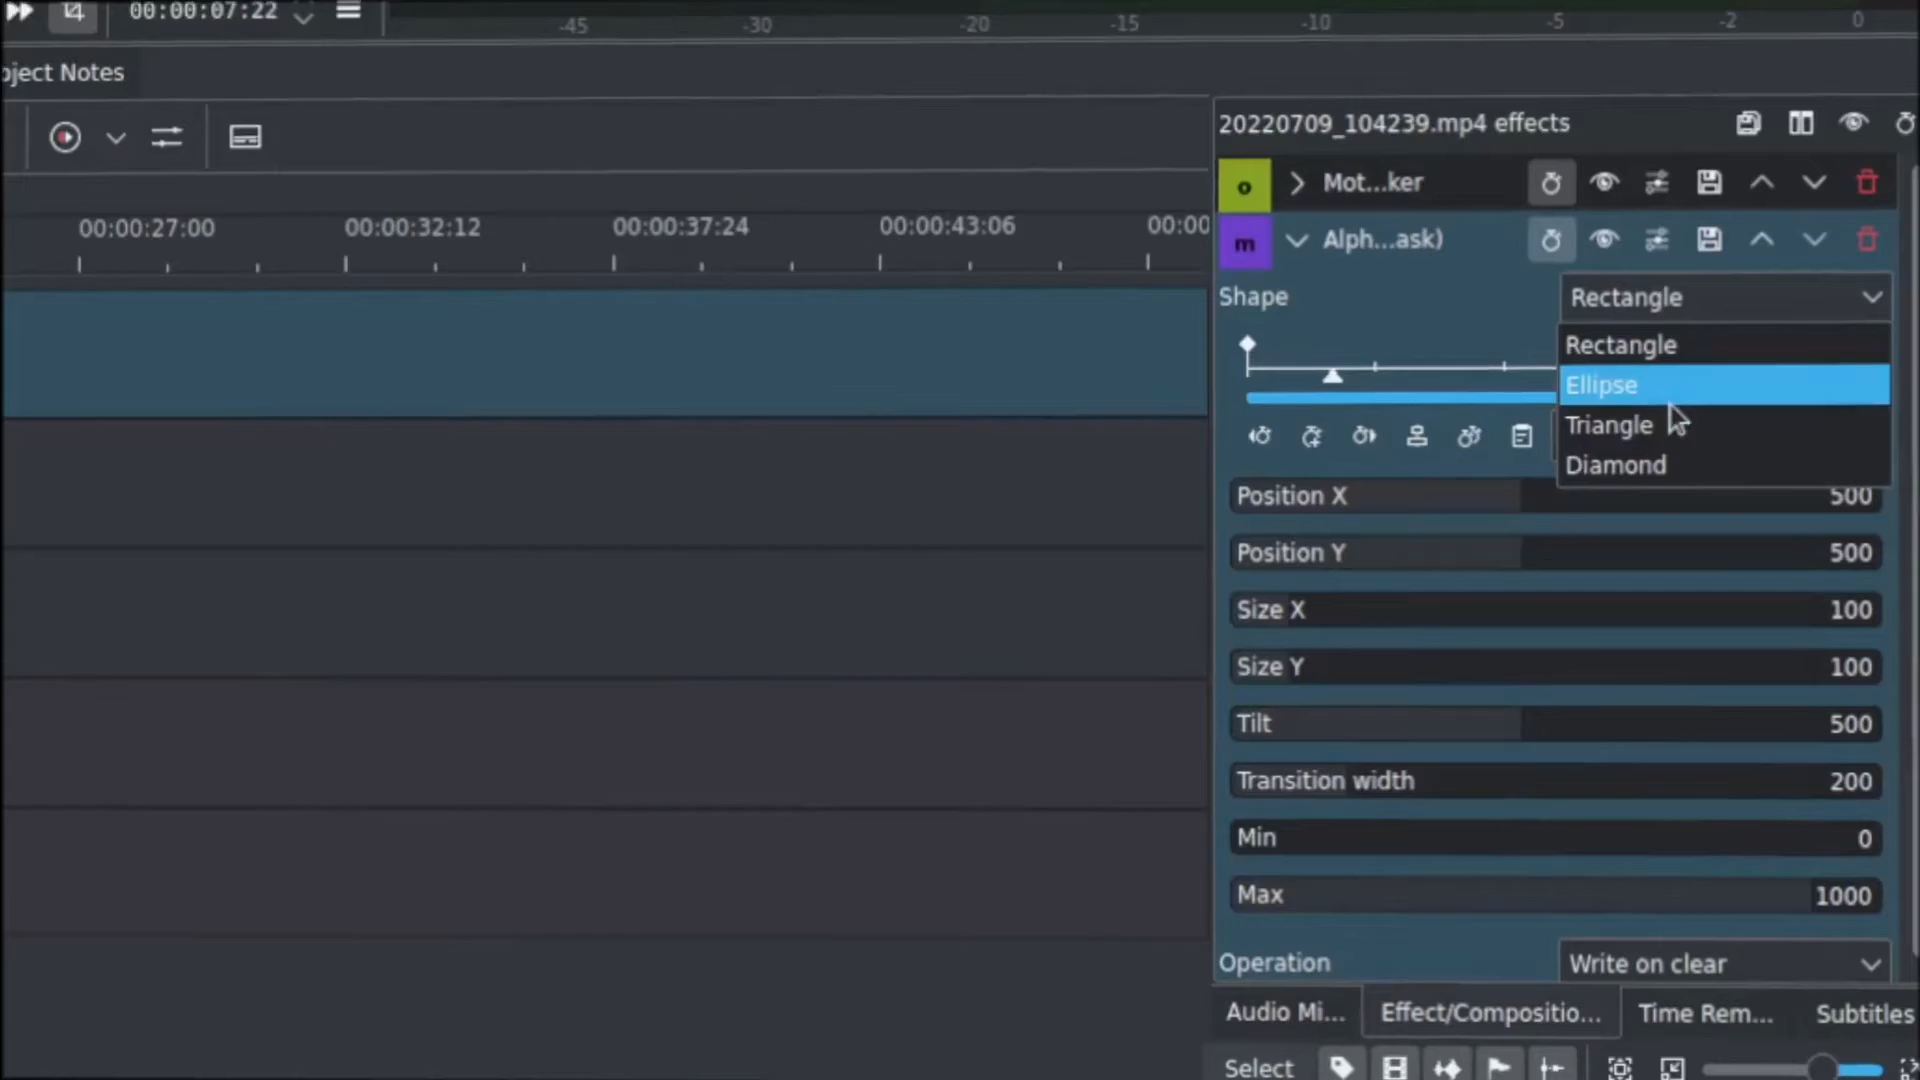 00:00:07:22
-45 -30 -20 -15 -10 -5 -2 0
oject Notes
20220709_104239.mp4 effects
o Mot...ker
00:00:27:00 00:00:32:12 00:00:37:24 00:00:43:06 00:00
m Alph...ask)
Shape Rectangle
Rectangle
Ellipse
Triangle
Diamond
Position X 500
Position Y 500
Size X 100
Size Y 100
Tilt 500
Transition width 200
Min 0
Max 1000
Operation Write on clear
Audio Mi... Effect/Compositio... Time Rem... Subtitles
Select